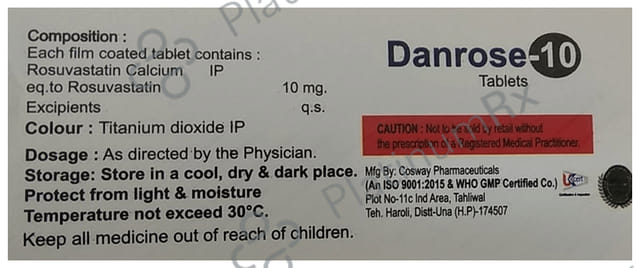 Composition :
Each film coated tablet contains :
Rosuvastatin Calcium IP
eq.to Rosuvastatin 10 mg.
Excipients q.s.
Colour : Titanium dioxide IP
Dosage : As directed by the Physician.
Storage: Store in a cool, dry & dark place.
Protect from light & moisture
Temperature not exceed 30°C.
Keep all medicine out of reach of children.
Danrose-10
Tablets
CAUTION : Not to be sold by retail without
the prescription of a Registered Medical Practitioner.
Mfg By: Cosway Pharmaceuticals
(An ISO 9001:2015 & WHO GMP Certified Co.)
Plot No-11c Ind Area, Tahliwal
Teh. Haroli, Distt-Una (H.P)-174507
PlatinumRx